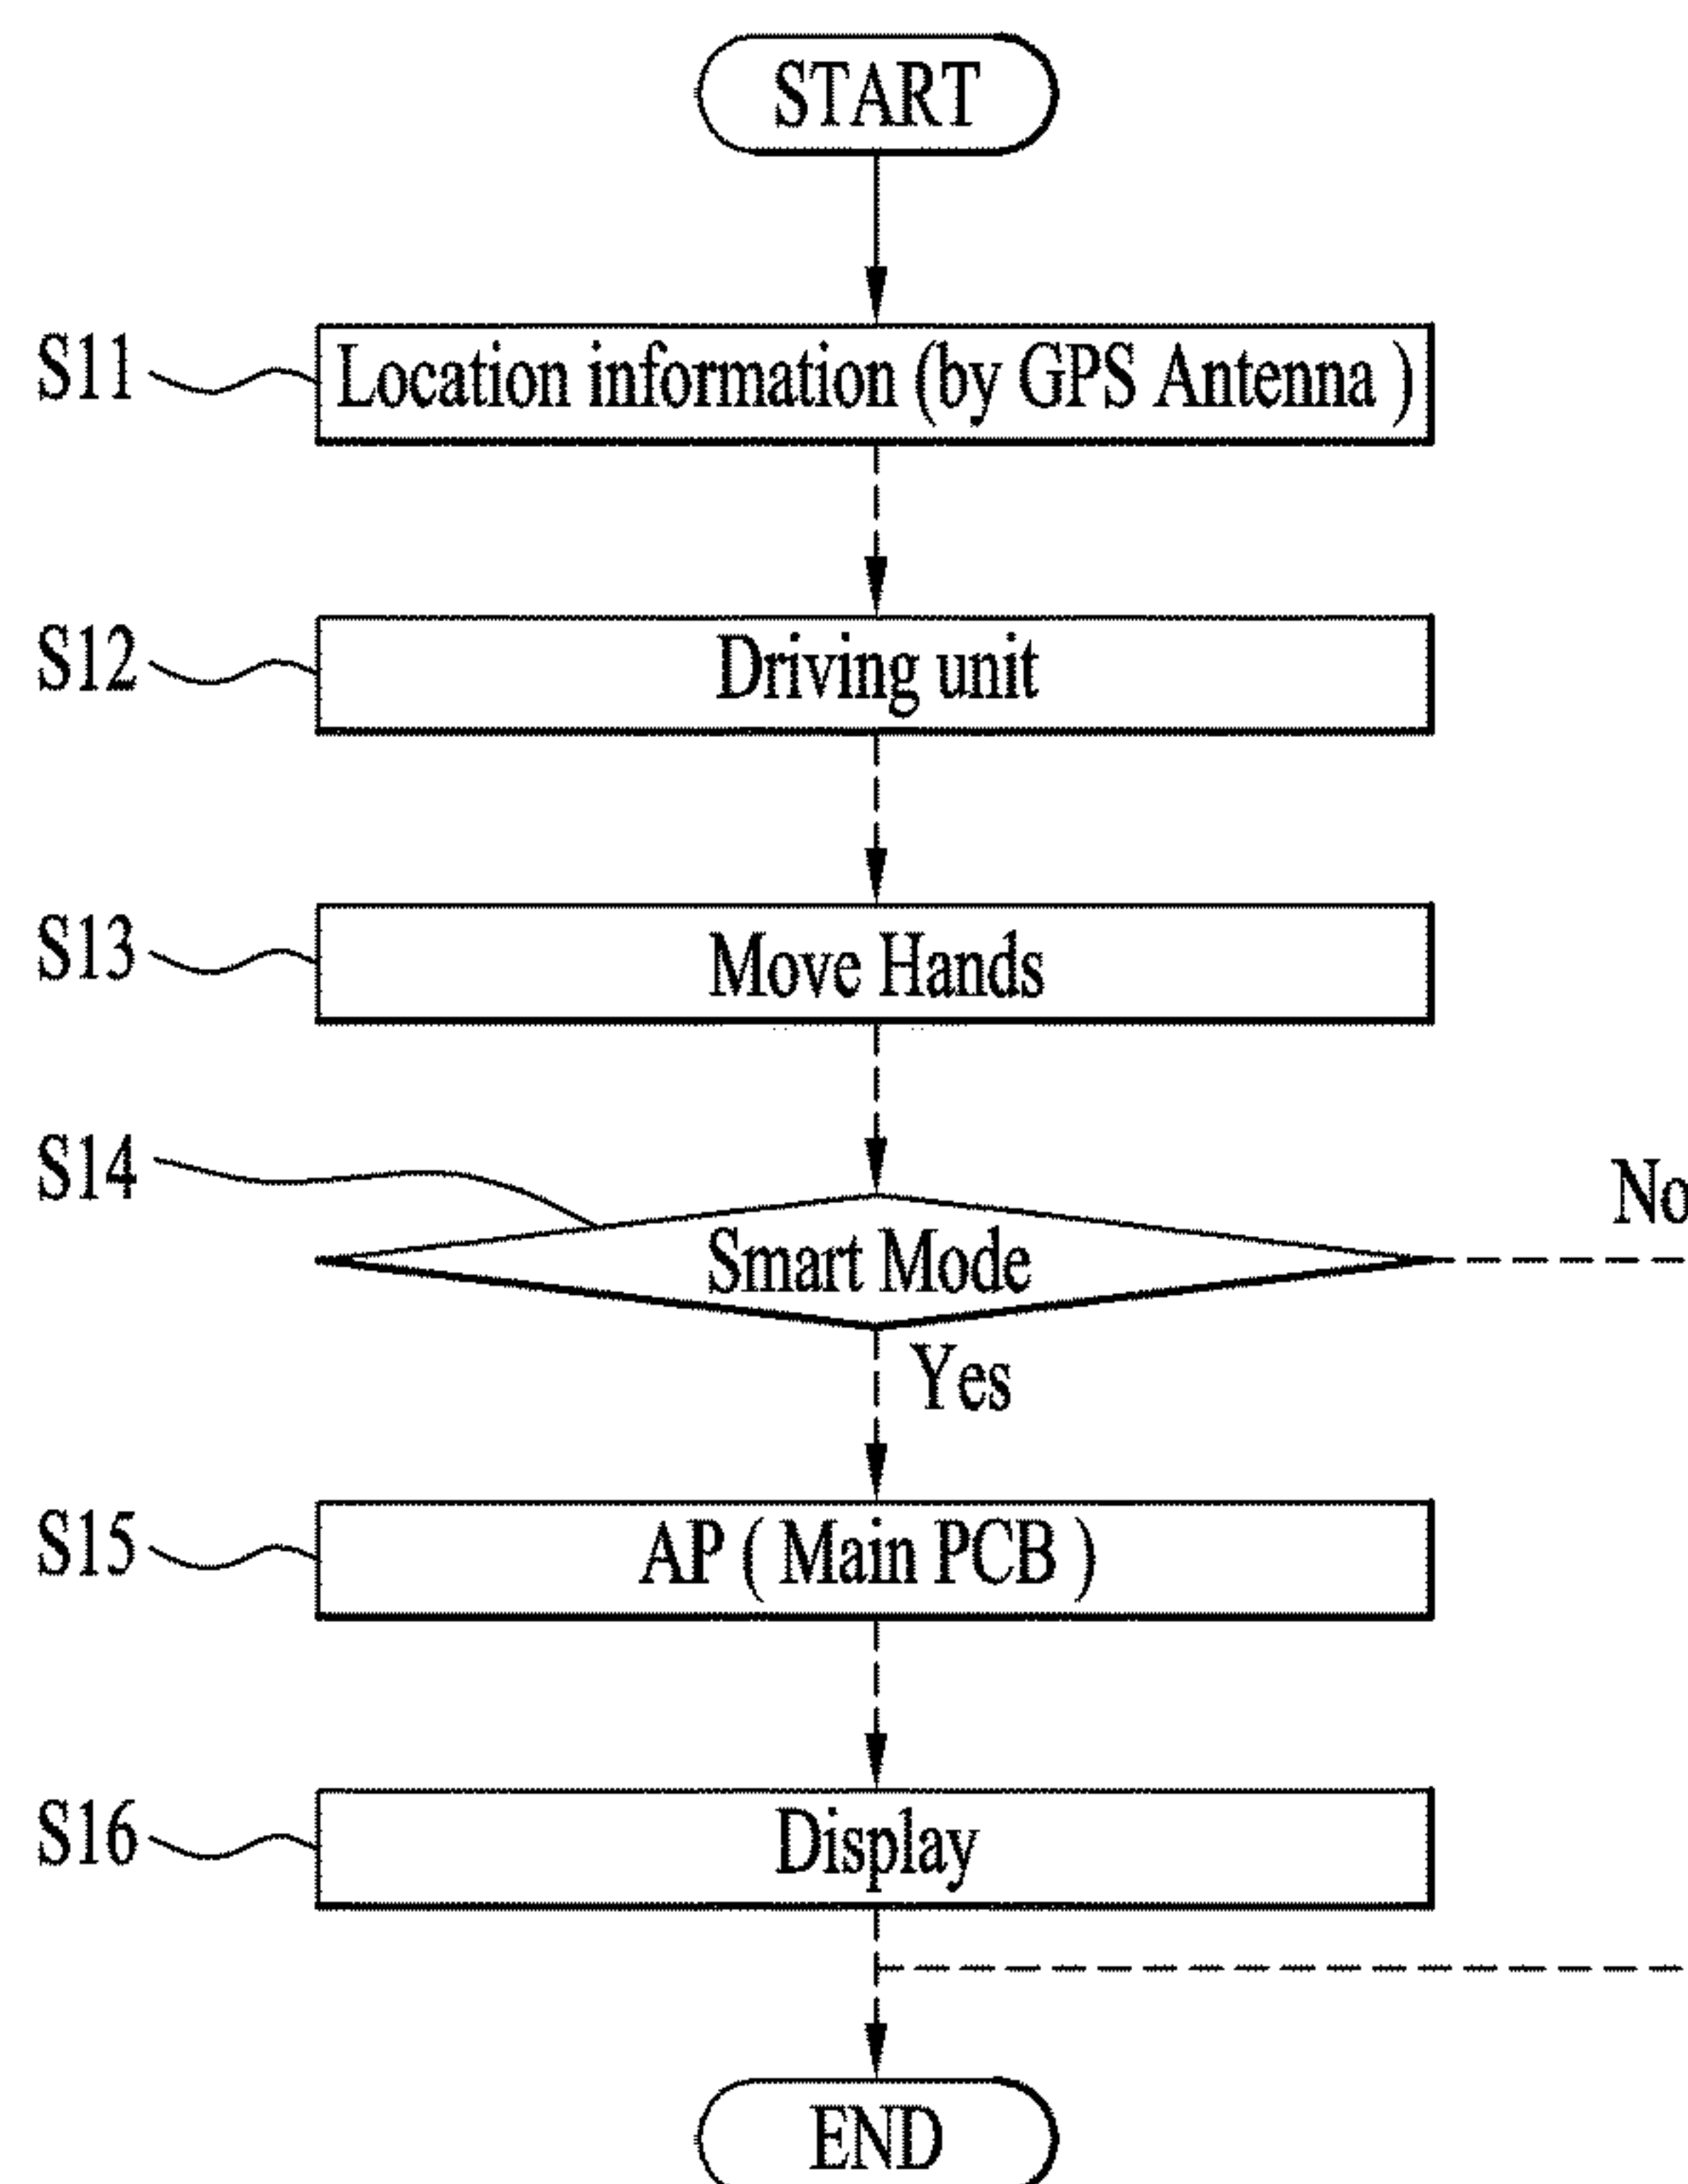 START
S11
Location information (by GPS Antenna )
S12
Driving unit
S13
Move Hands
S14
Smart Mode
No
Yes
S15
AP ( Main PCB )
S16
Display
END